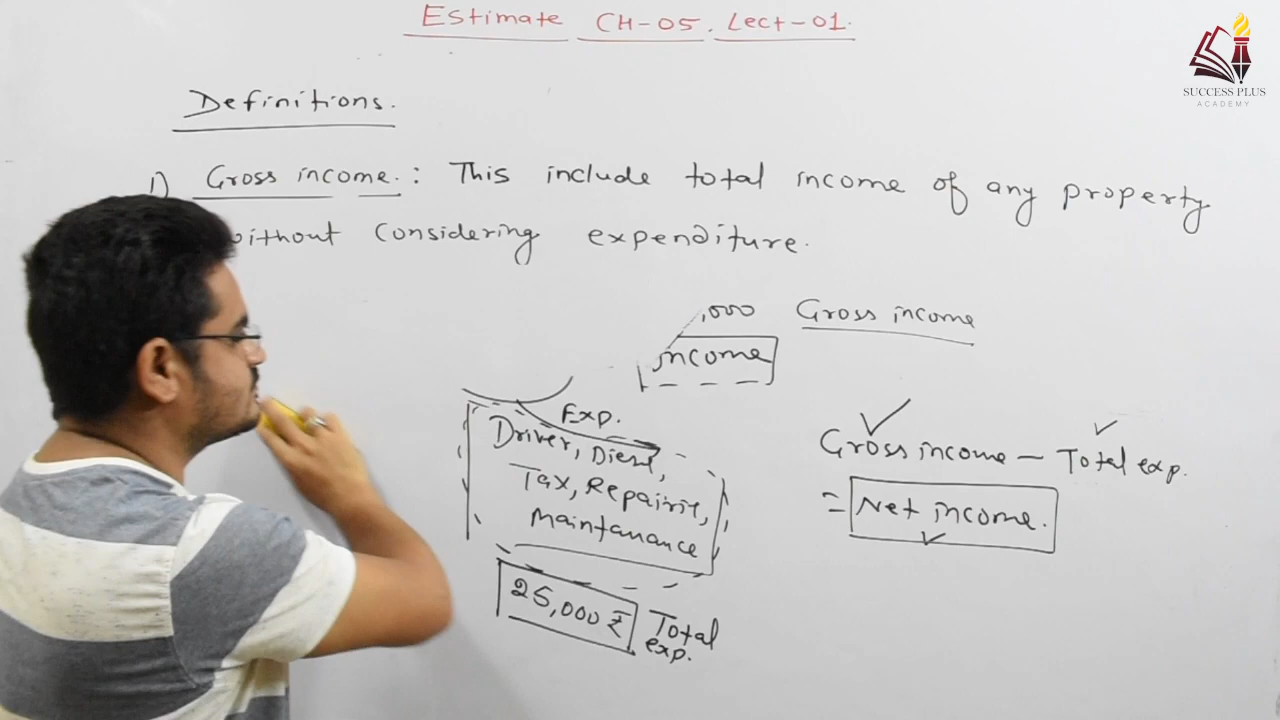 Estimate CH-05. Lect-01.
SUCCESS PLUS
ACADEMY
Definitions.
1) Gross income. : This include total income of any property
without considering expenditure.
,000 Gross income
income
Exp.
Driver, Diesel,
Tax, Repairing,
Maintanance
25,000 ₹ Total exp.
Gross income – Total exp.
= Net income.